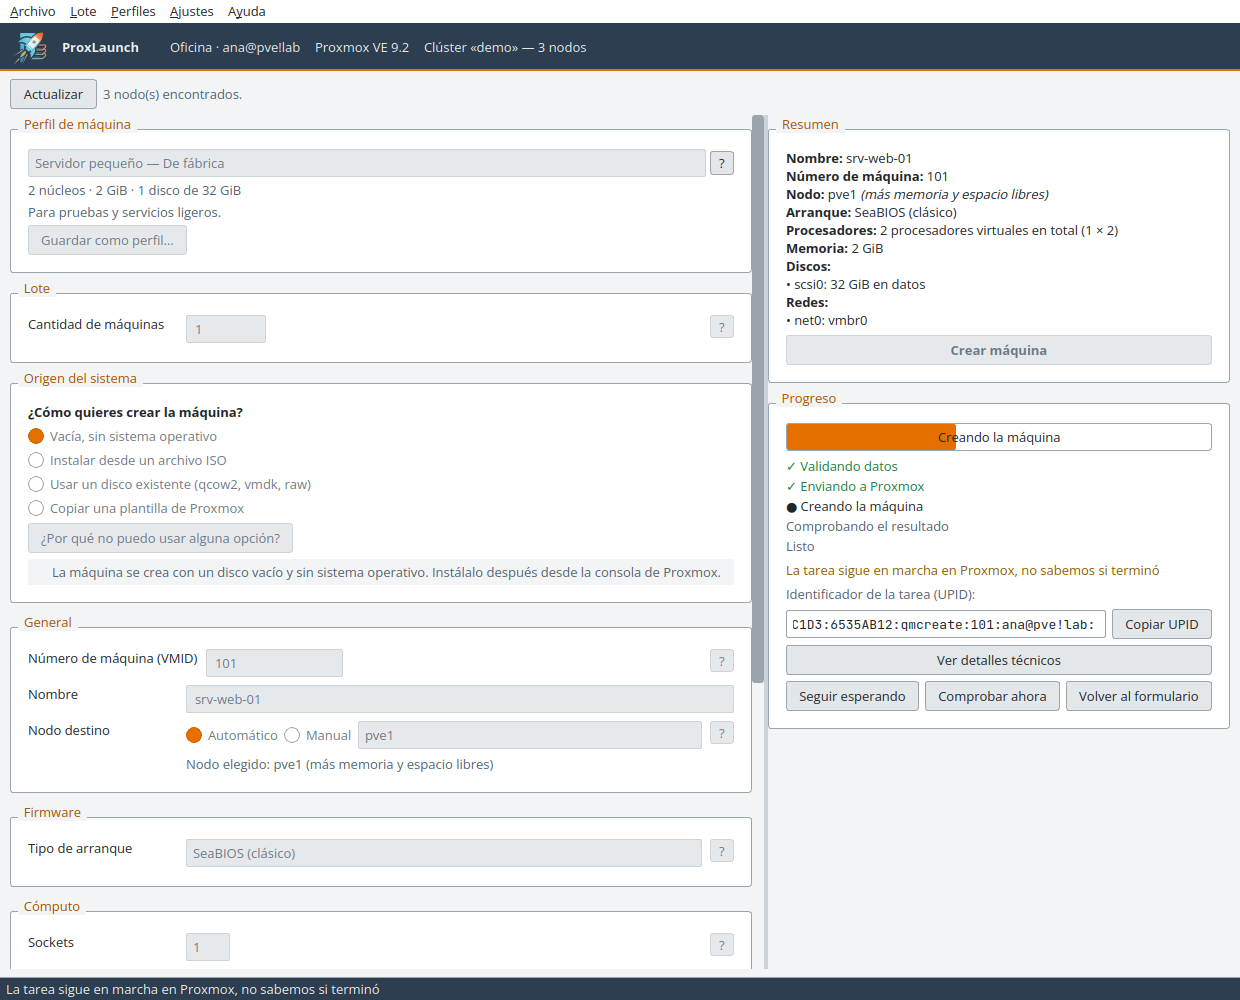 Archivo Lote Perfiles Ajustes Ayuda
ProxLaunch Oficina · ana@pve!lab Proxmox VE 9.2 Clúster «demo» — 3 nodos
Actualizar 3 nodo(s) encontrados.
Perfil de máquina
Servidor pequeño — De fábrica ?
2 núcleos · 2 GiB · 1 disco de 32 GiB
Para pruebas y servicios ligeros.
Guardar como perfil...
Lote
Cantidad de máquinas 1 ?
Origen del sistema
¿Cómo quieres crear la máquina?
Vacía, sin sistema operativo
Instalar desde un archivo ISO
Usar un disco existente (qcow2, vmdk, raw)
Copiar una plantilla de Proxmox
¿Por qué no puedo usar alguna opción?
La máquina se crea con un disco vacío y sin sistema operativo. Instálalo después desde la consola de Proxmox.
General
Número de máquina (VMID) 101 ?
Nombre srv-web-01
Nodo destino Automático Manual pve1 ?
Nodo elegido: pve1 (más memoria y espacio libres)
Firmware
Tipo de arranque SeaBIOS (clásico) ?
Cómputo
Sockets 1 ?
Resumen
Nombre: srv-web-01
Número de máquina: 101
Nodo: pve1 (más memoria y espacio libres)
Arranque: SeaBIOS (clásico)
Procesadores: 2 procesadores virtuales en total (1 × 2)
Memoria: 2 GiB
Discos:
• scsi0: 32 GiB en datos
Redes:
• net0: vmbr0
Crear máquina
Progreso
Creando la máquina
✓ Validando datos
✓ Enviando a Proxmox
● Creando la máquina
Comprobando el resultado
Listo
La tarea sigue en marcha en Proxmox, no sabemos si terminó
Identificador de la tarea (UPID):
C1D3:6535AB12:qmcreate:101:ana@pve!lab: Copiar UPID
Ver detalles técnicos
Seguir esperando Comprobar ahora Volver al formulario
La tarea sigue en marcha en Proxmox, no sabemos si terminó